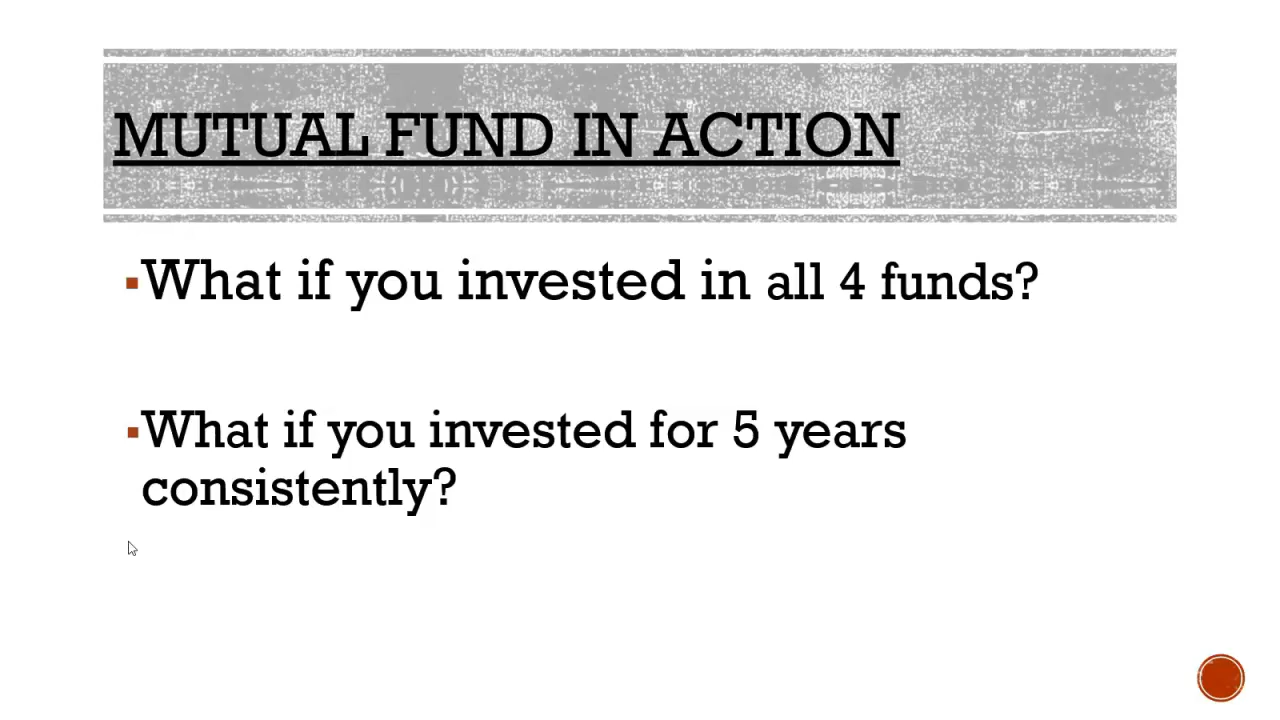 MUTUAL FUND IN ACTION
▪What if you invested in all 4 funds?
▪What if you invested for 5 years
consistently?